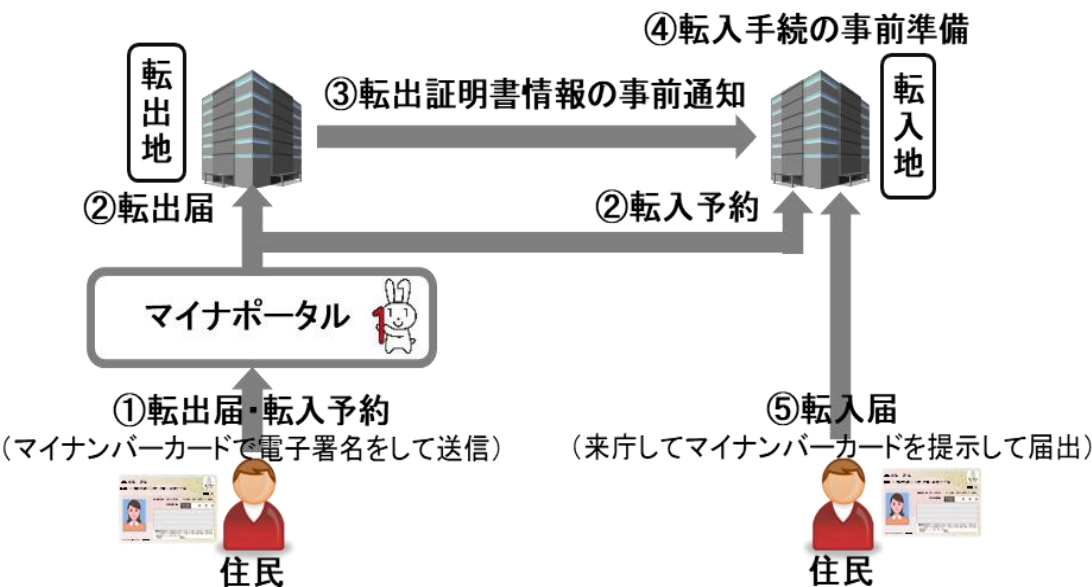 ④転入手続の事前準備
転出地
③転出証明書情報の事前通知
転入地
②転出届
②転入予約
マイナポータル
1
①転出届・転入予約
（マイナンバーカードで電子署名をして送信）
⑤転入届
（来庁してマイナンバーカードを提示して届出）
住民
住民